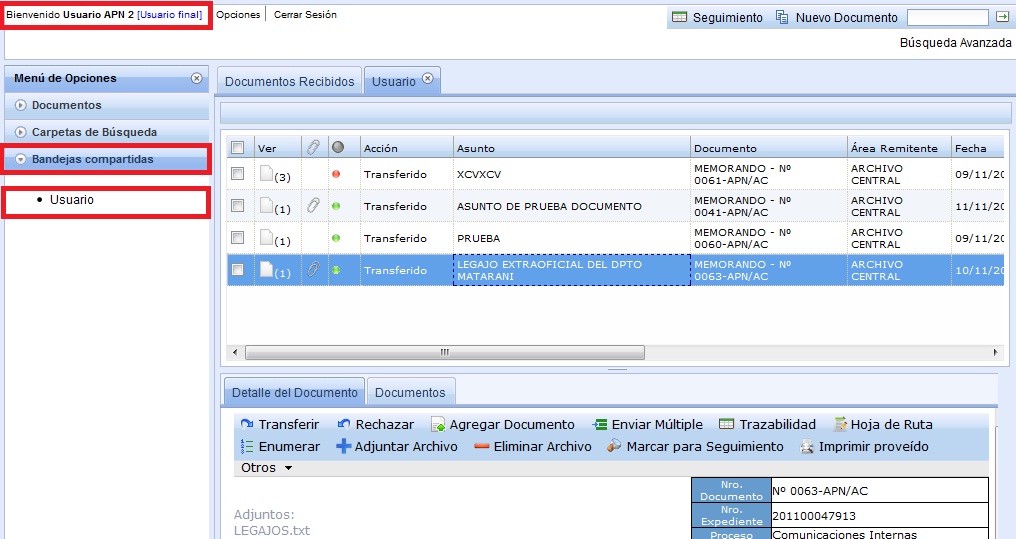 Bienvenido Usuario APN 2 [Usuario final] Opciones Cerrar Sesión Seguimiento Nuevo Documento
Búsqueda Avanzada
Menú de Opciones
Documentos
Carpetas de Búsqueda
Bandejas compartidas
Usuario
Documentos Recibidos Usuario
Ver Acción Asunto Documento Área Remitente Fecha
(3) Transferido XCVXCV MEMORANDO - Nº 0061-APN/AC ARCHIVO CENTRAL 09/11/20
(1) Transferido ASUNTO DE PRUEBA DOCUMENTO MEMORANDO - Nº 0041-APN/AC ARCHIVO CENTRAL 11/11/20
(1) Transferido PRUEBA MEMORANDO - Nº 0060-APN/AC ARCHIVO CENTRAL 09/11/20
(1) Transferido LEGAJO EXTRAOFICIAL DEL DPTO MATARANI MEMORANDO - Nº 0063-APN/AC ARCHIVO CENTRAL 10/11/20
Detalle del Documento Documentos
Transferir Rechazar Agregar Documento Enviar Múltiple Trazabilidad Hoja de Ruta
Enumerar Adjuntar Archivo Eliminar Archivo Marcar para Seguimiento Imprimir proveído
Otros
Adjuntos:
LEGAJOS.txt
Nro. Documento Nº 0063-APN/AC
Nro. Expediente 201100047913
Proceso Comunicaciones Internas